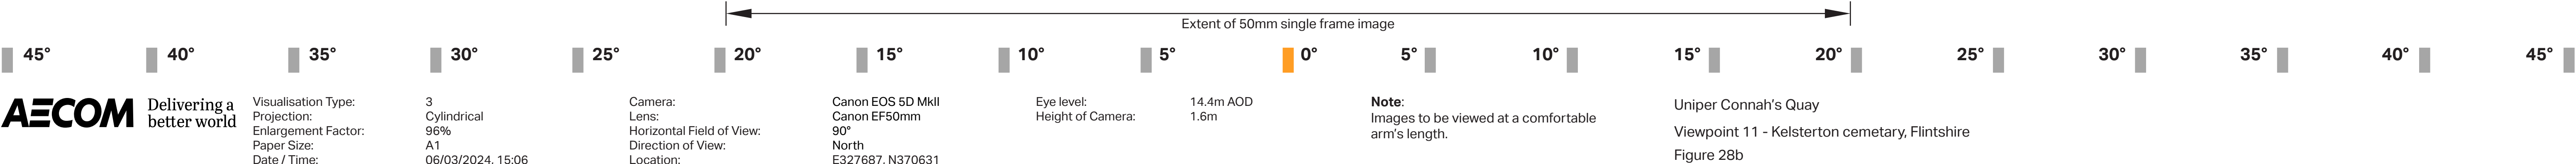 Extent of 50mm single frame image
45° 40° 35° 30° 25° 20° 15° 10° 5° 0° 5° 10° 15° 20° 25° 30° 35° 40° 45°
AECOM
Delivering a
better world
Visualisation Type: 3
Projection: Cylindrical
Enlargement Factor: 96%
Paper Size: A1
Date / Time: 06/03/2024, 15:06
Camera: Canon EOS 5D MkII
Lens: Canon EF50mm
Horizontal Field of View: 90°
Direction of View: North
Location: E327687, N370631
Eye level: 14.4m AOD
Height of Camera: 1.6m
Note:
Images to be viewed at a comfortable
arm's length.
Uniper Connah's Quay
Viewpoint 11 - Kelsterton cemetary, Flintshire
Figure 28b